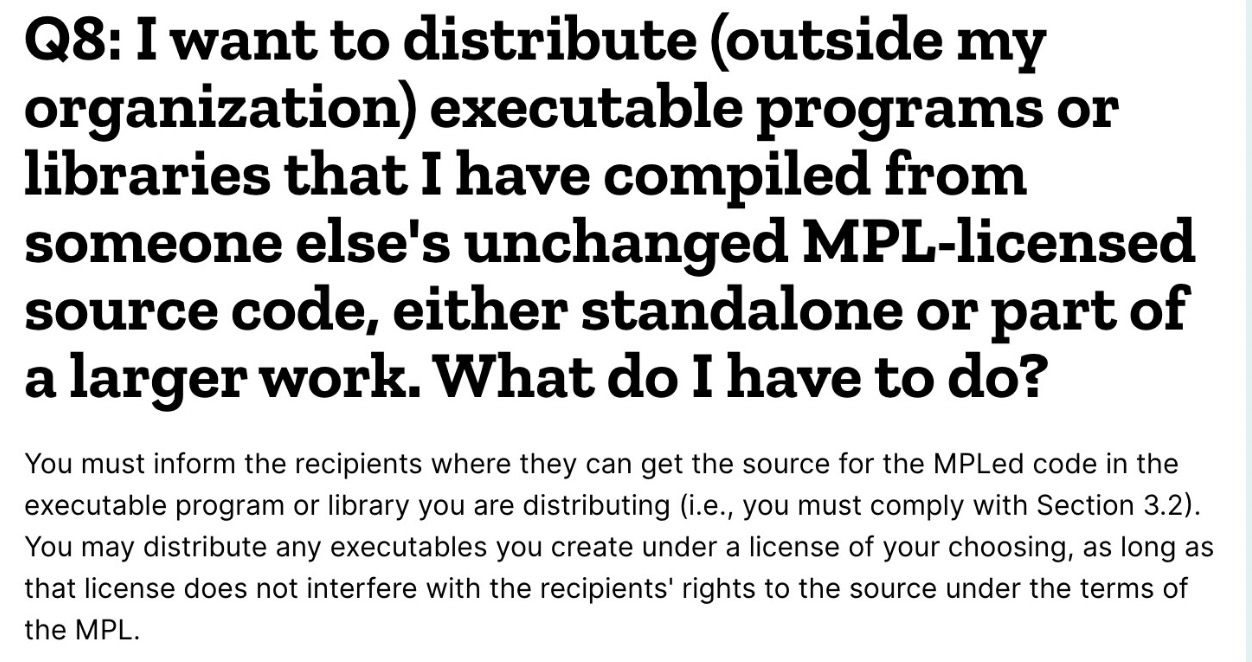 Q8: I want to distribute (outside my
organization) executable programs or
libraries that I have compiled from
someone else's unchanged MPL-licensed
source code, either standalone or part of
a larger work. What do I have to do?
You must inform the recipients where they can get the source for the MPLed code in the
executable program or library you are distributing (i.e., you must comply with Section 3.2).
You may distribute any executables you create under a license of your choosing, as long as
that license does not interfere with the recipients' rights to the source under the terms of
the MPL.